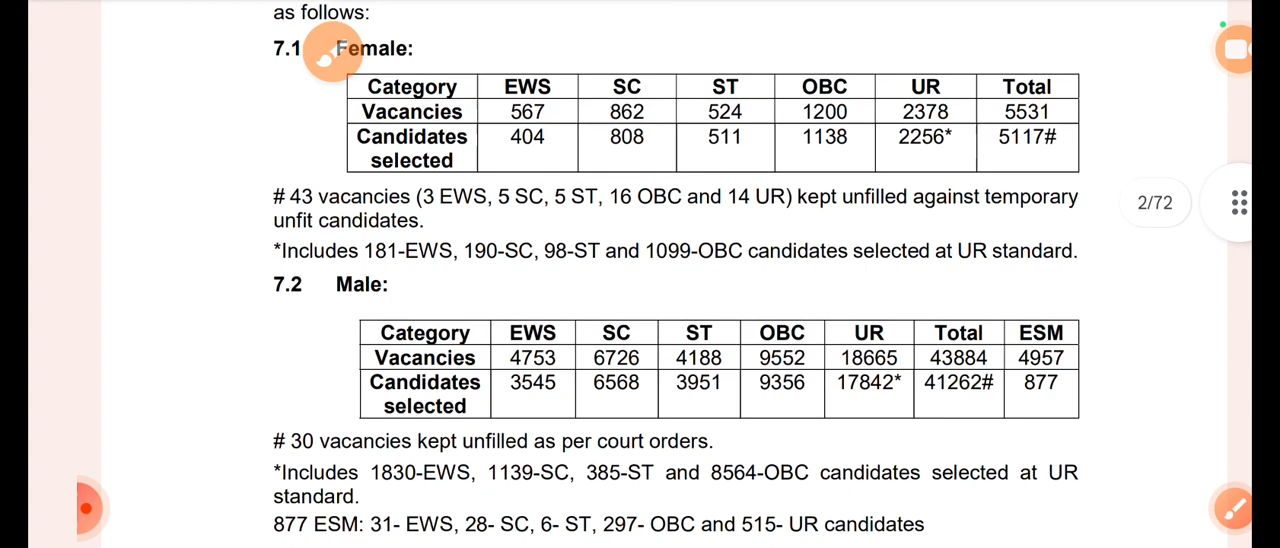 as follows:
7.1 Female:
Category EWS SC ST OBC UR Total
Vacancies 567 862 524 1200 2378 5531
Candidates selected 404 808 511 1138 2256* 5117#
# 43 vacancies (3 EWS, 5 SC, 5 ST, 16 OBC and 14 UR) kept unfilled against temporary
unfit candidates.
*Includes 181-EWS, 190-SC, 98-ST and 1099-OBC candidates selected at UR standard.
2/72
7.2 Male:
Category EWS SC ST OBC UR Total ESM
Vacancies 4753 6726 4188 9552 18665 43884 4957
Candidates selected 3545 6568 3951 9356 17842* 41262# 877
# 30 vacancies kept unfilled as per court orders.
*Includes 1830-EWS, 1139-SC, 385-ST and 8564-OBC candidates selected at UR
standard.
877 ESM: 31- EWS, 28- SC, 6- ST, 297- OBC and 515- UR candidates